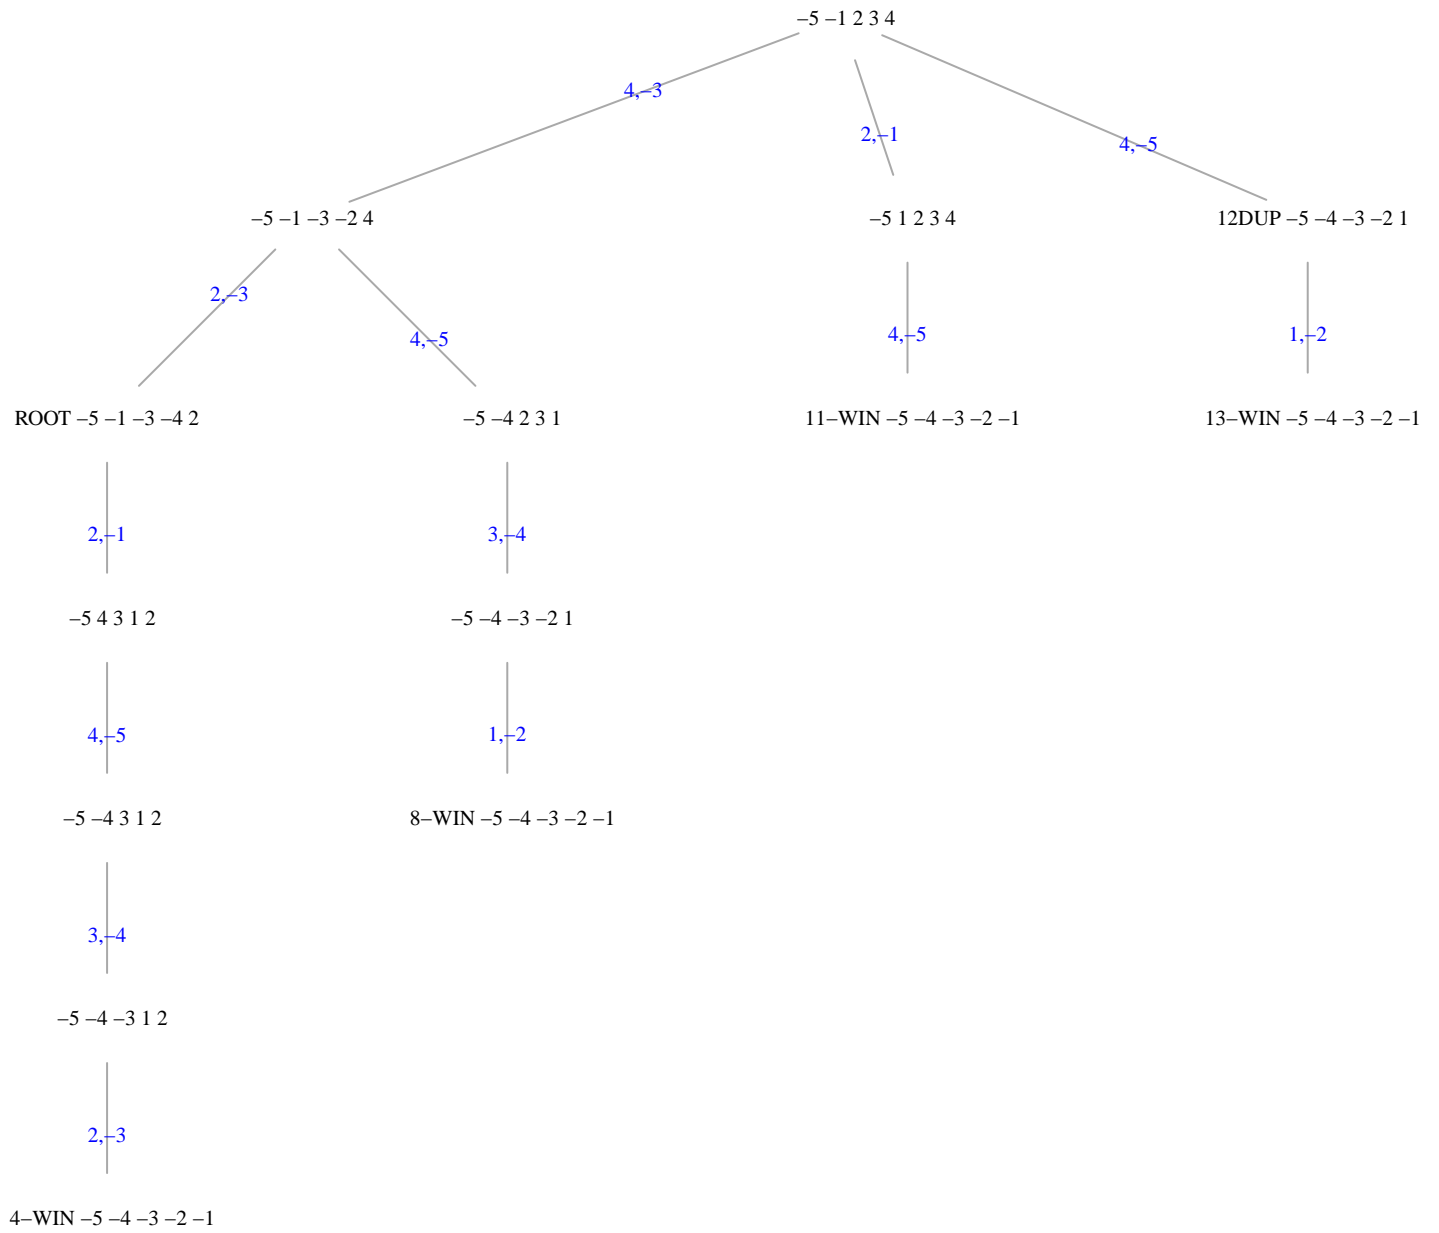 –5 –1 2 3 4
4,–3
2,–1
4,–5
–5 –1 –3 –2 4
–5 1 2 3 4
12DUP –5 –4 –3 –2 1
2,–3
4,–5
4,–5
1,–2
ROOT –5 –1 –3 –4 2
–5 –4 2 3 1
11–WIN –5 –4 –3 –2 –1
13–WIN –5 –4 –3 –2 –1
2,–1
3,–4
–5 4 3 1 2
–5 –4 –3 –2 1
4,–5
1,–2
–5 –4 3 1 2
8–WIN –5 –4 –3 –2 –1
3,–4
–5 –4 –3 1 2
2,–3
4–WIN –5 –4 –3 –2 –1